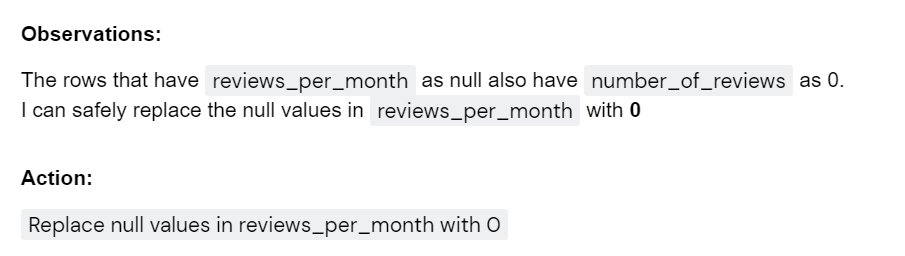 Observations:
The rows that have reviews_per_month as null also have number_of_reviews as 0.
I can safely replace the null values in reviews_per_month with 0
Action:
Replace null values in reviews_per_month with O